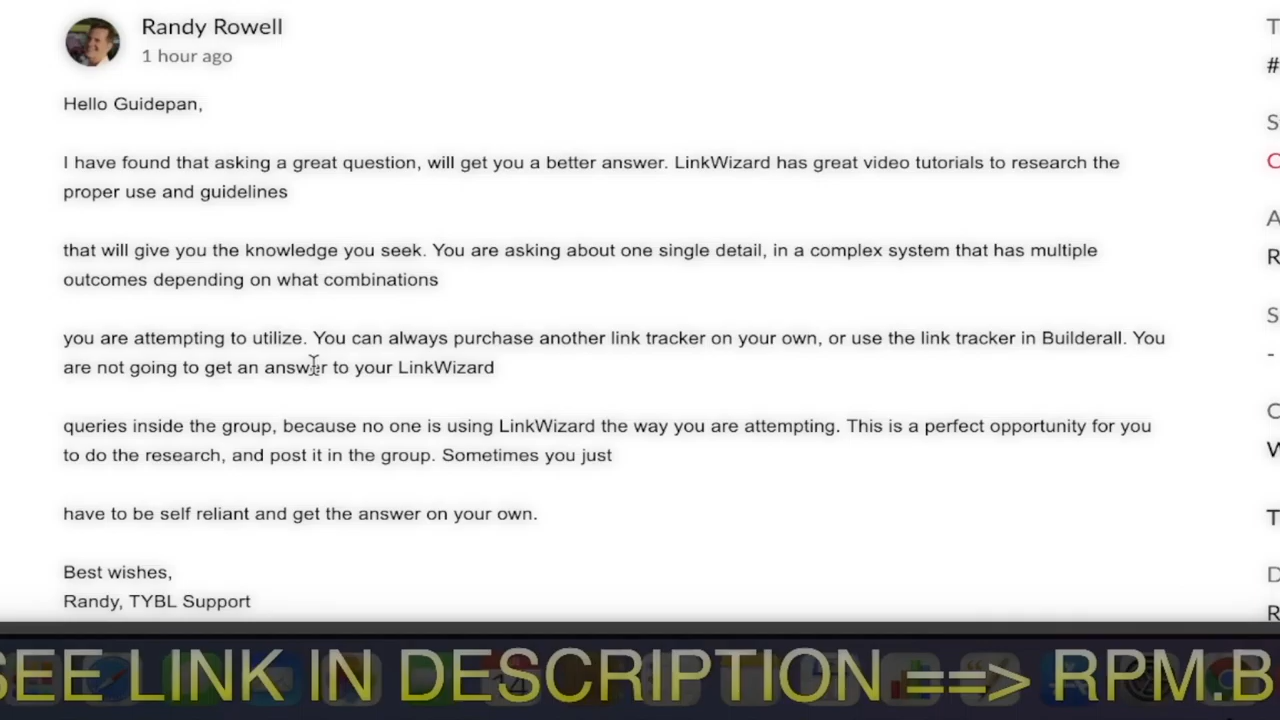 Randy Rowell
1 hour ago
Hello Guidepan,
I have found that asking a great question, will get you a better answer. LinkWizard has great video tutorials to research the
proper use and guidelines
that will give you the knowledge you seek. You are asking about one single detail, in a complex system that has multiple
outcomes depending on what combinations
you are attempting to utilize. You can always purchase another link tracker on your own, or use the link tracker in Builderall. You
are not going to get an answer to your LinkWizard
queries inside the group, because no one is using LinkWizard the way you are attempting. This is a perfect opportunity for you
to do the research, and post it in the group. Sometimes you just
have to be self reliant and get the answer on your own.
Best wishes,
Randy, TYBL Support
SEE LINK IN DESCRIPTION ==> RPM.B